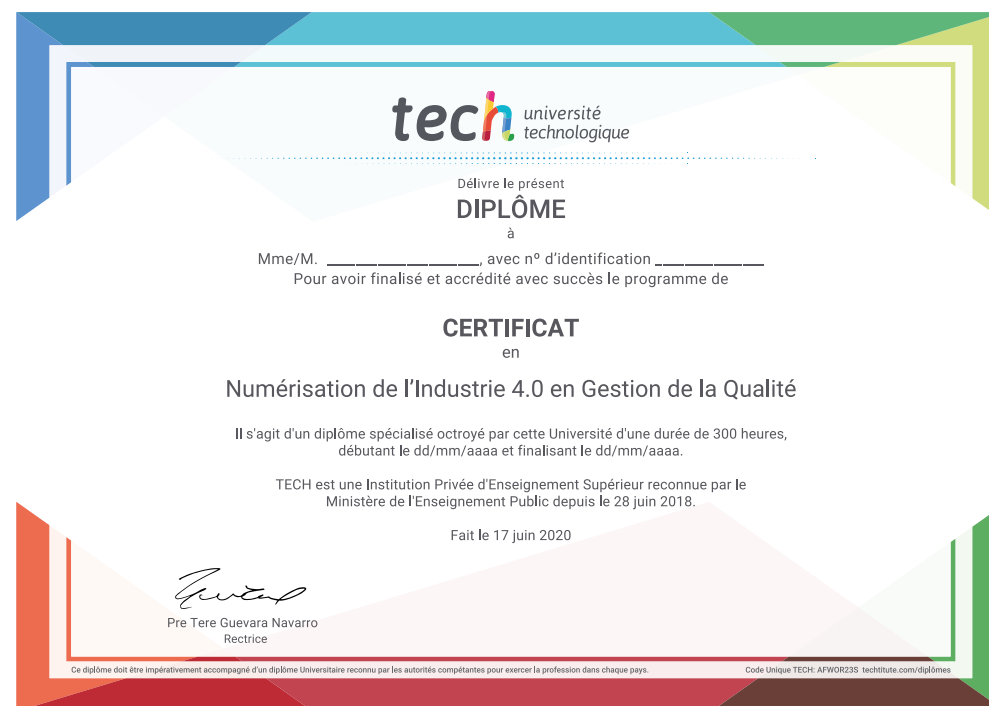 tech université
technologique
Délivre le présent
DIPLÔME
à
Mme/M. ____________________, avec nº d'identification ______________
Pour avoir finalisé et accrédité avec succès le programme de
CERTIFICAT
en
Numérisation de l'Industrie 4.0 en Gestion de la Qualité
Il s'agit d'un diplôme spécialisé octroyé par cette Université d'une durée de 300 heures,
débutant le dd/mm/aaaa et finalisant le dd/mm/aaaa.
TECH est une Institution Privée d'Enseignement Supérieur reconnue par le
Ministère de l'Enseignement Public depuis le 28 juin 2018.
Fait le 17 juin 2020
Pre Tere Guevara Navarro
Rectrice
Ce diplôme doit être impérativement accompagné d'un diplôme Universitaire reconnu par les autorités compétentes pour exercer la profession dans chaque pays.
Code Unique TECH: AFWOR23S techtitute.com/diplômes